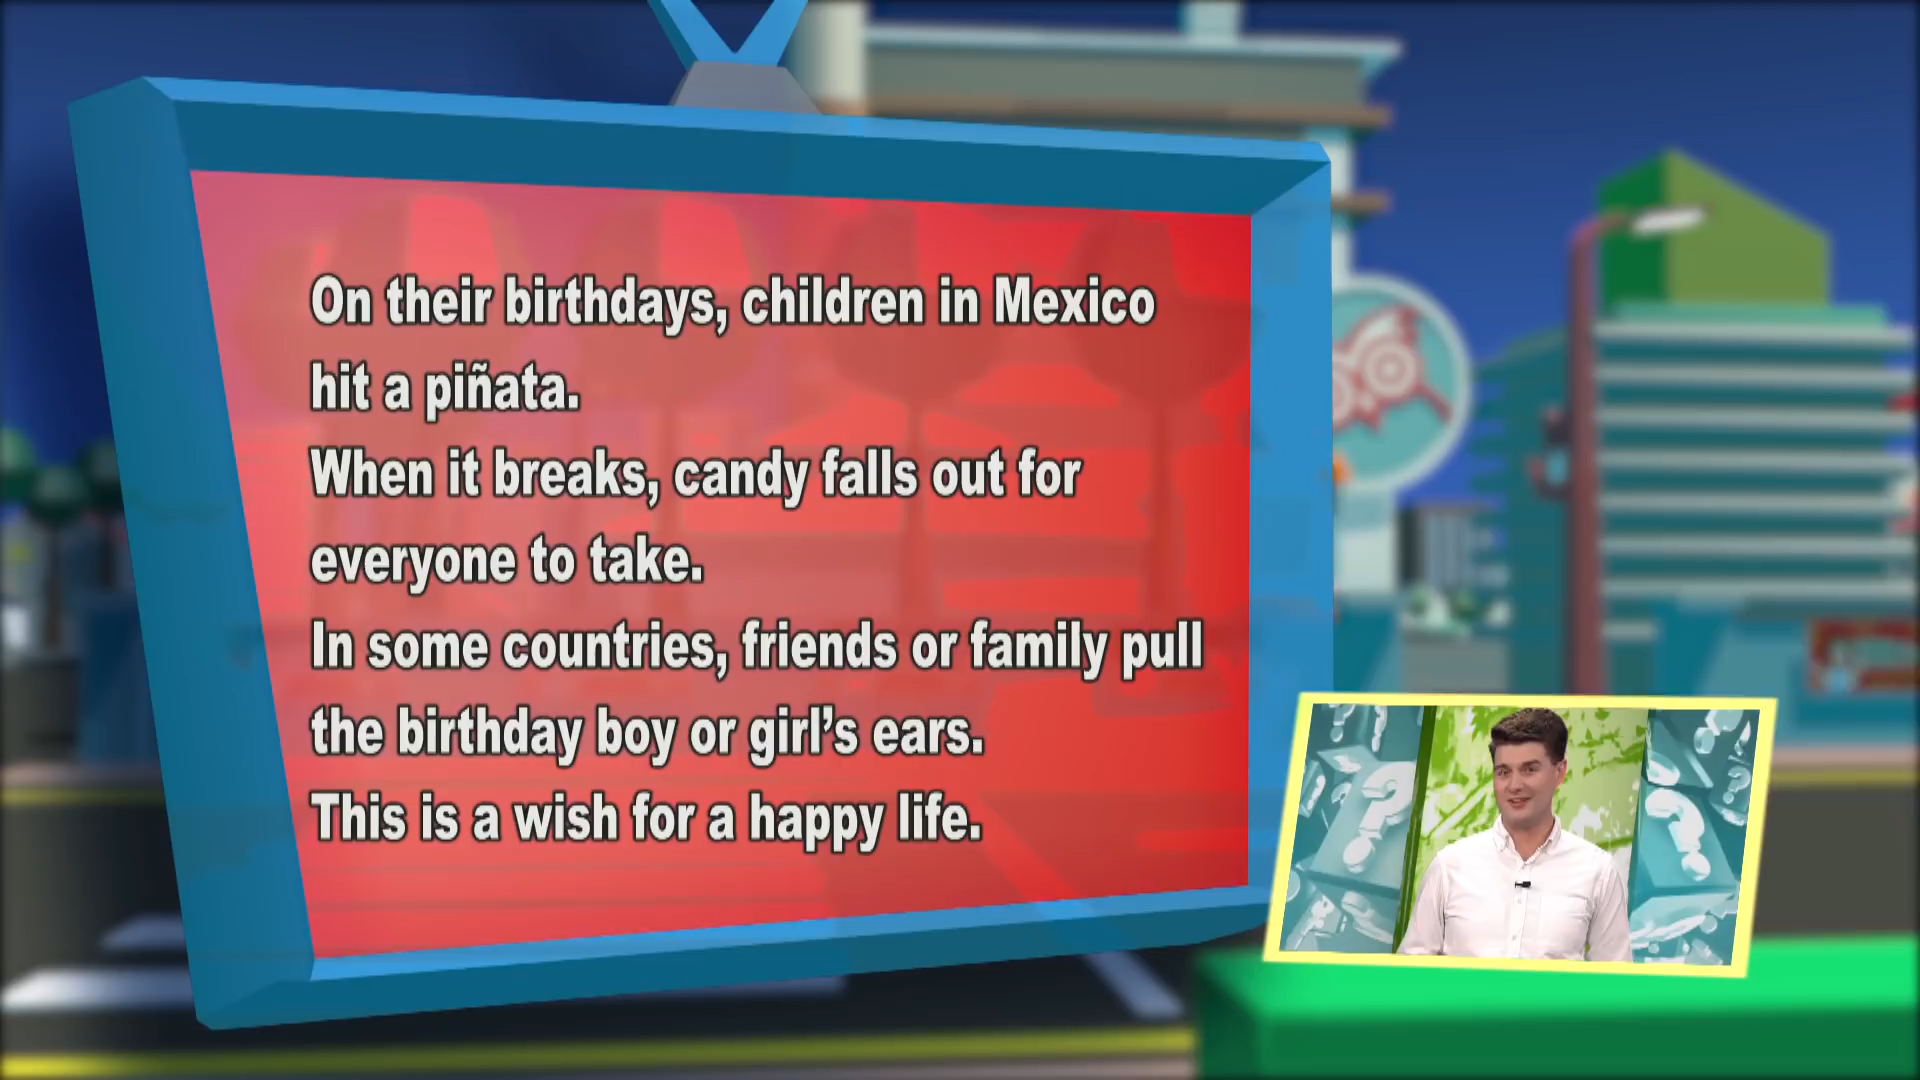 On their birthdays, children in Mexico
hit a piñata.
When it breaks, candy falls out for
everyone to take.
In some countries, friends or family pull
the birthday boy or girl’s ears.
This is a wish for a happy life.